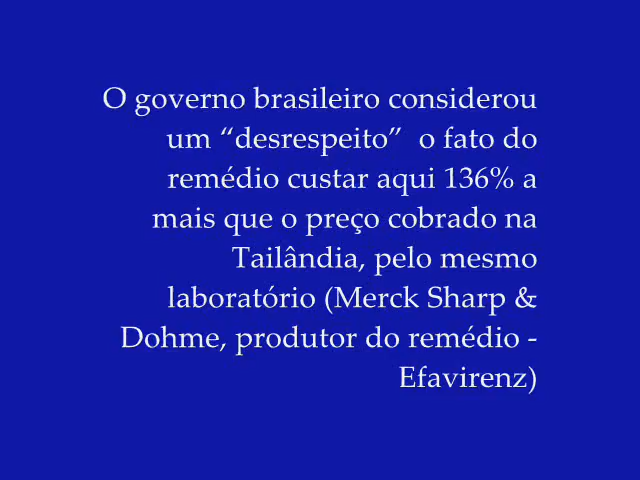 O governo brasileiro considerou
um “desrespeito”  o fato do
remédio custar aqui 136% a
mais que o preço cobrado na
Tailândia, pelo mesmo
laboratório (Merck Sharp &
Dohme, produtor do remédio -
Efavirenz)